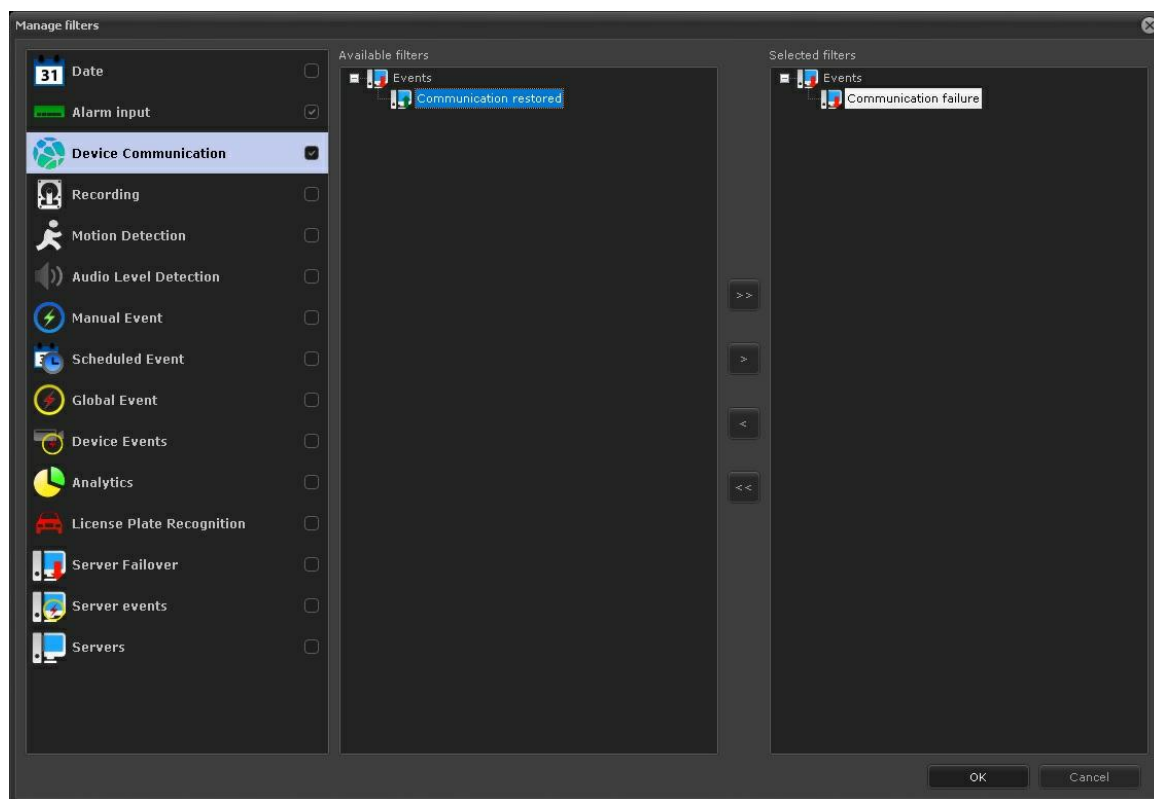 Manage filters
Available filters
Selected filters
31 Date
Alarm input
Device Communication
Recording
Motion Detection
Audio Level Detection
Manual Event
Scheduled Event
Global Event
Device Events
Analytics
License Plate Recognition
Server Failover
Server events
Servers
Events
Communication restored
>>
>
<
<<
Events
Communication failure
OK Cancel